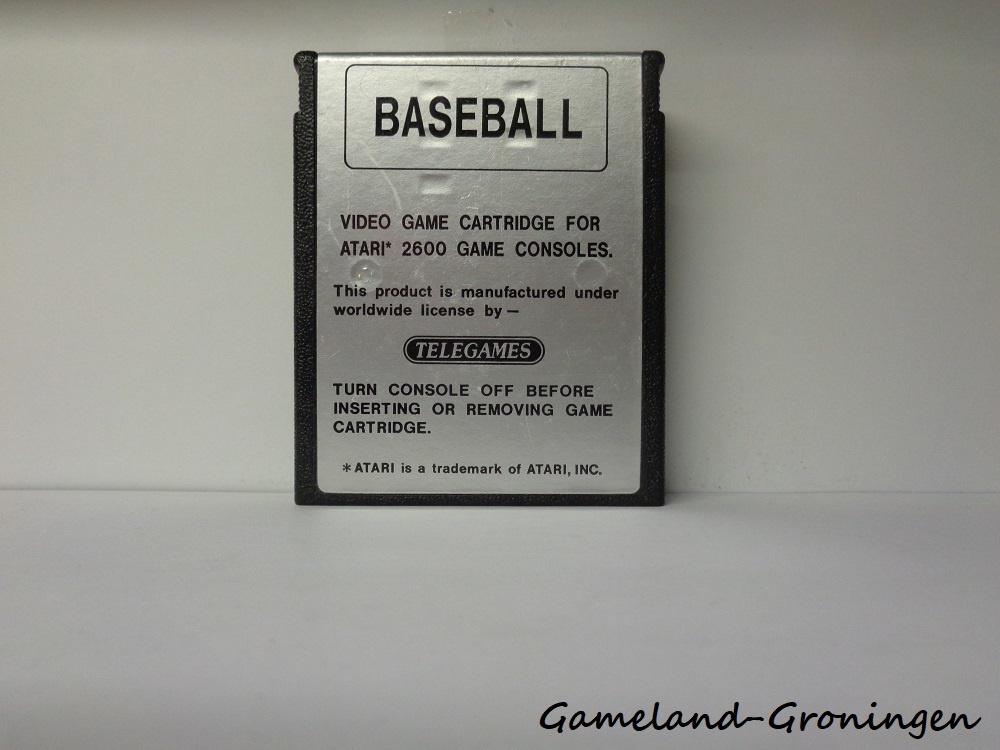 BASEBALL
VIDEO GAME CARTRIDGE FOR
ATARI* 2600 GAME CONSOLES.
This product is manufactured under
worldwide license by —
TELEGAMES
TURN CONSOLE OFF BEFORE
INSERTING OR REMOVING GAME
CARTRIDGE.
*ATARI is a trademark of ATARI, INC.
Gameland-Groningen